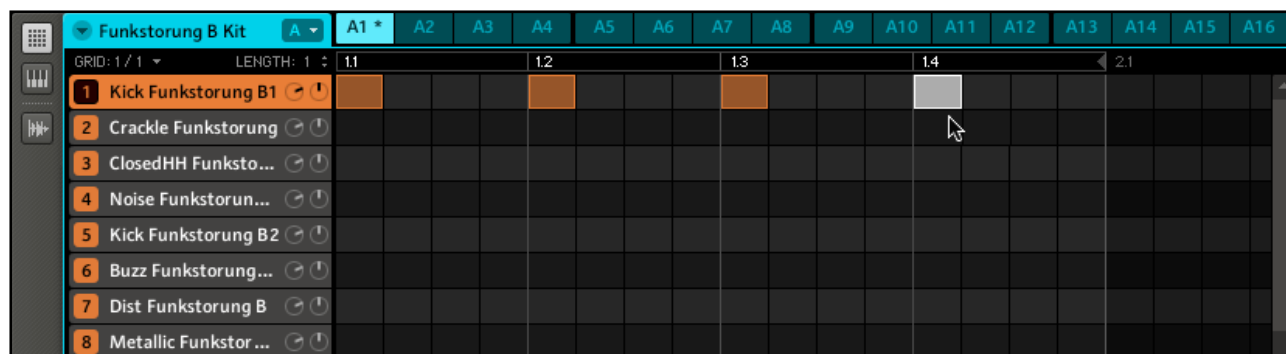 Funkstorung B Kit A A1 * A2 A3 A4 A5 A6 A7 A8 A9 A10 A11 A12 A13 A14 A15 A16
GRID: 1 / 1 LENGTH: 1 1.1 1.2 1.3 1.4 2.1
1 Kick Funkstorung B1
2 Crackle Funkstorung
3 ClosedHH Funksto...
4 Noise Funkstorun...
5 Kick Funkstorung B2
6 Buzz Funkstorung...
7 Dist Funkstorung B
8 Metallic Funkstor...